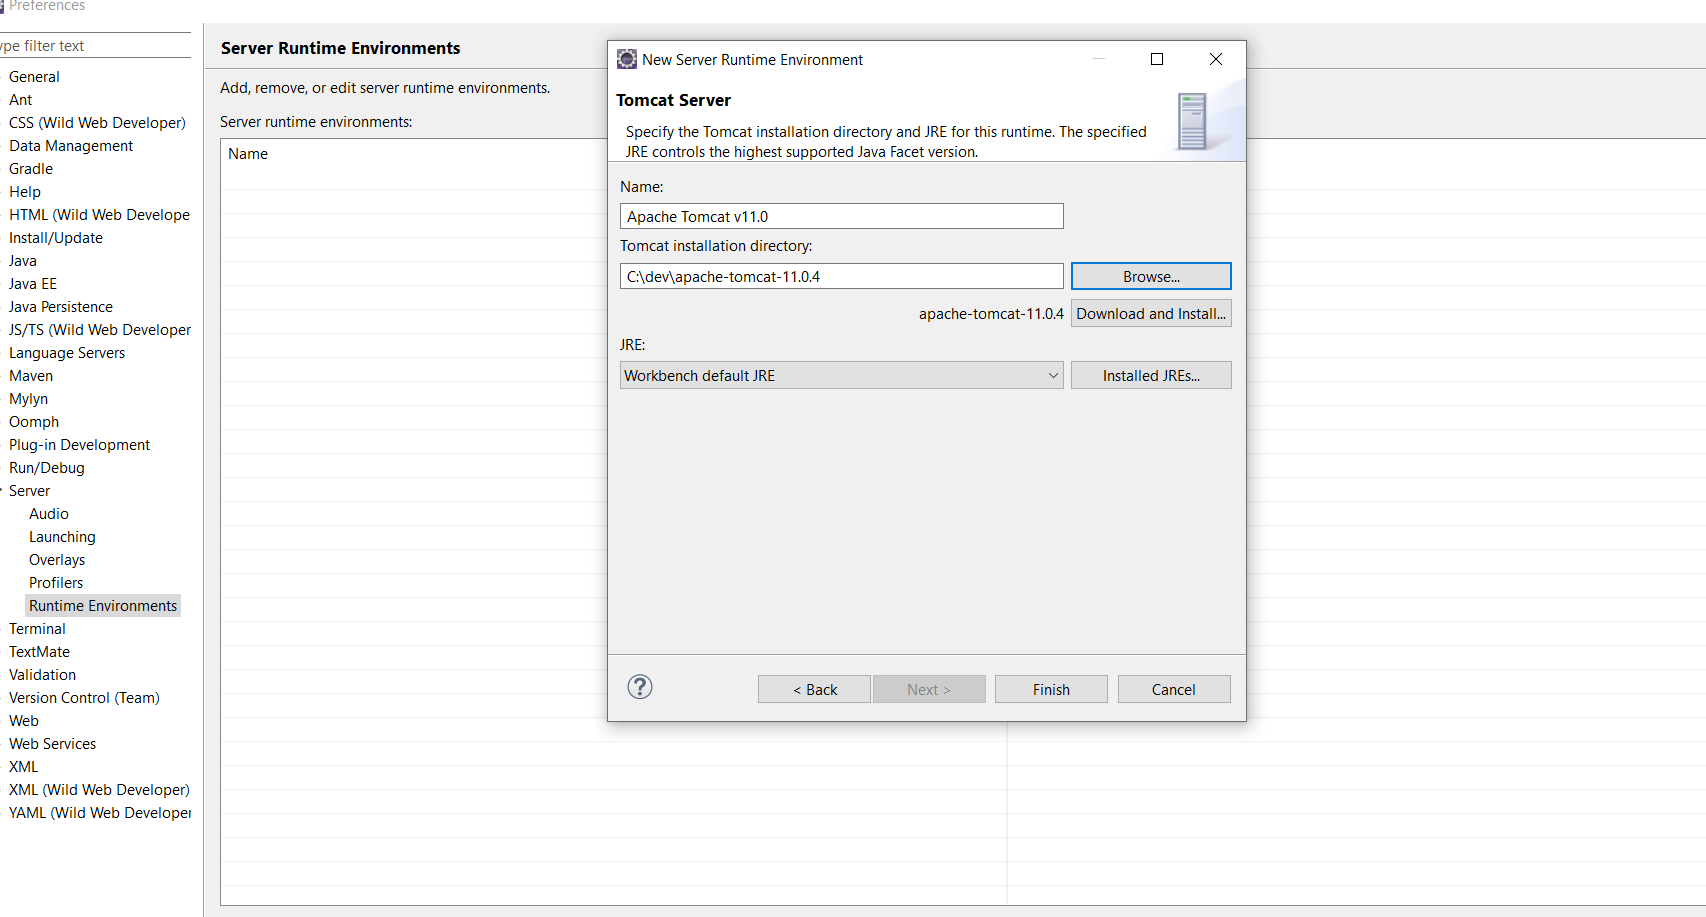 Preferences
ype filter text
General
Ant
CSS (Wild Web Developer)
Data Management
Gradle
Help
HTML (Wild Web Develope
Install/Update
Java
Java EE
Java Persistence
JS/TS (Wild Web Developer
Language Servers
Maven
Mylyn
Oomph
Plug-in Development
Run/Debug
Server
Audio
Launching
Overlays
Profilers
Runtime Environments
Terminal
TextMate
Validation
Version Control (Team)
Web
Web Services
XML
XML (Wild Web Developer)
YAML (Wild Web Developer
Server Runtime Environments
Add, remove, or edit server runtime environments.
Server runtime environments:
Name
New Server Runtime Environment
Tomcat Server
Specify the Tomcat installation directory and JRE for this runtime. The specified
JRE controls the highest supported Java Facet version.
Name:
Apache Tomcat v11.0
Tomcat installation directory:
C:\dev\apache-tomcat-11.0.4
Browse...
apache-tomcat-11.0.4
Download and Install...
JRE:
Workbench default JRE
Installed JREs...
?
< Back
Next >
Finish
Cancel